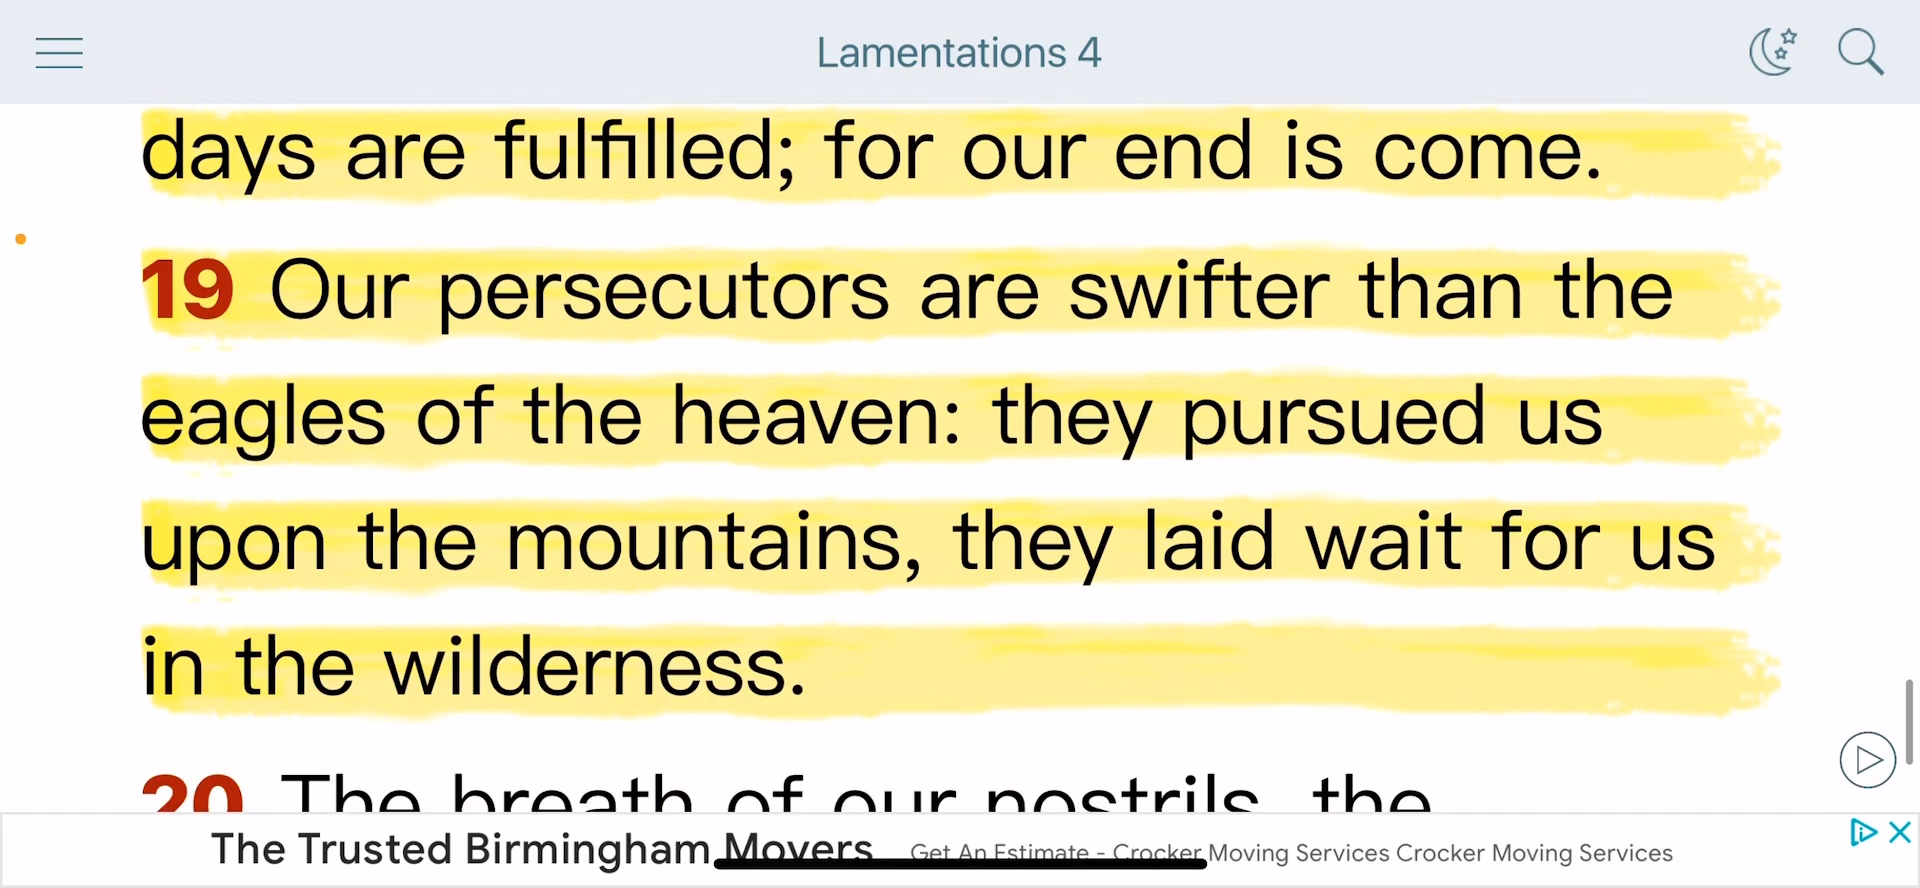 Lamentations 4
days are fulfilled; for our end is come.
19 Our persecutors are swifter than the
eagles of the heaven: they pursued us
upon the mountains, they laid wait for us
in the wilderness.
20 The breath of our nostrils, the
The Trusted Birmingham Movers Get An Estimate - Crocker Moving Services Crocker Moving Services